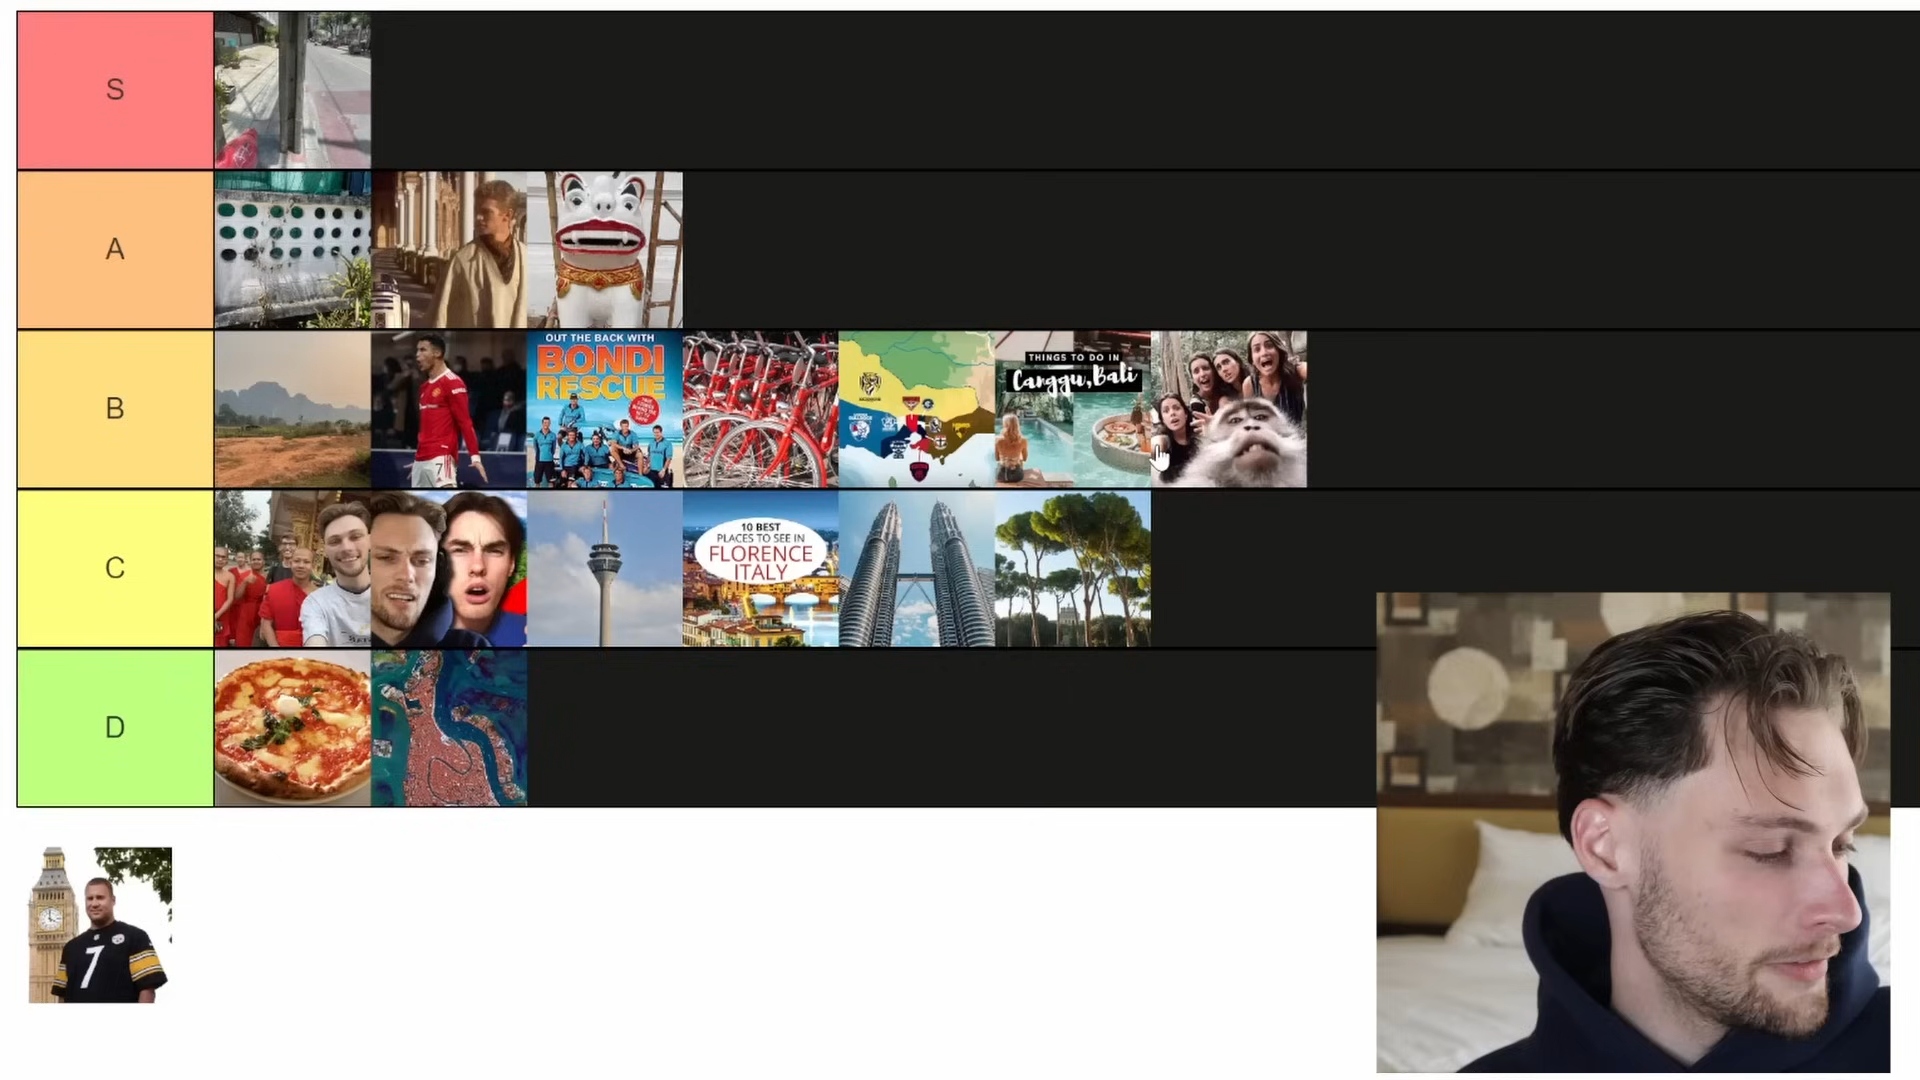 S
A
B
OUT THE BACK WITH
BONDI
RESCUE
THINGS TO DO IN
Canggu, Bali
7
C
10 BEST
PLACES TO SEE IN
FLORENCE
ITALY
D
7